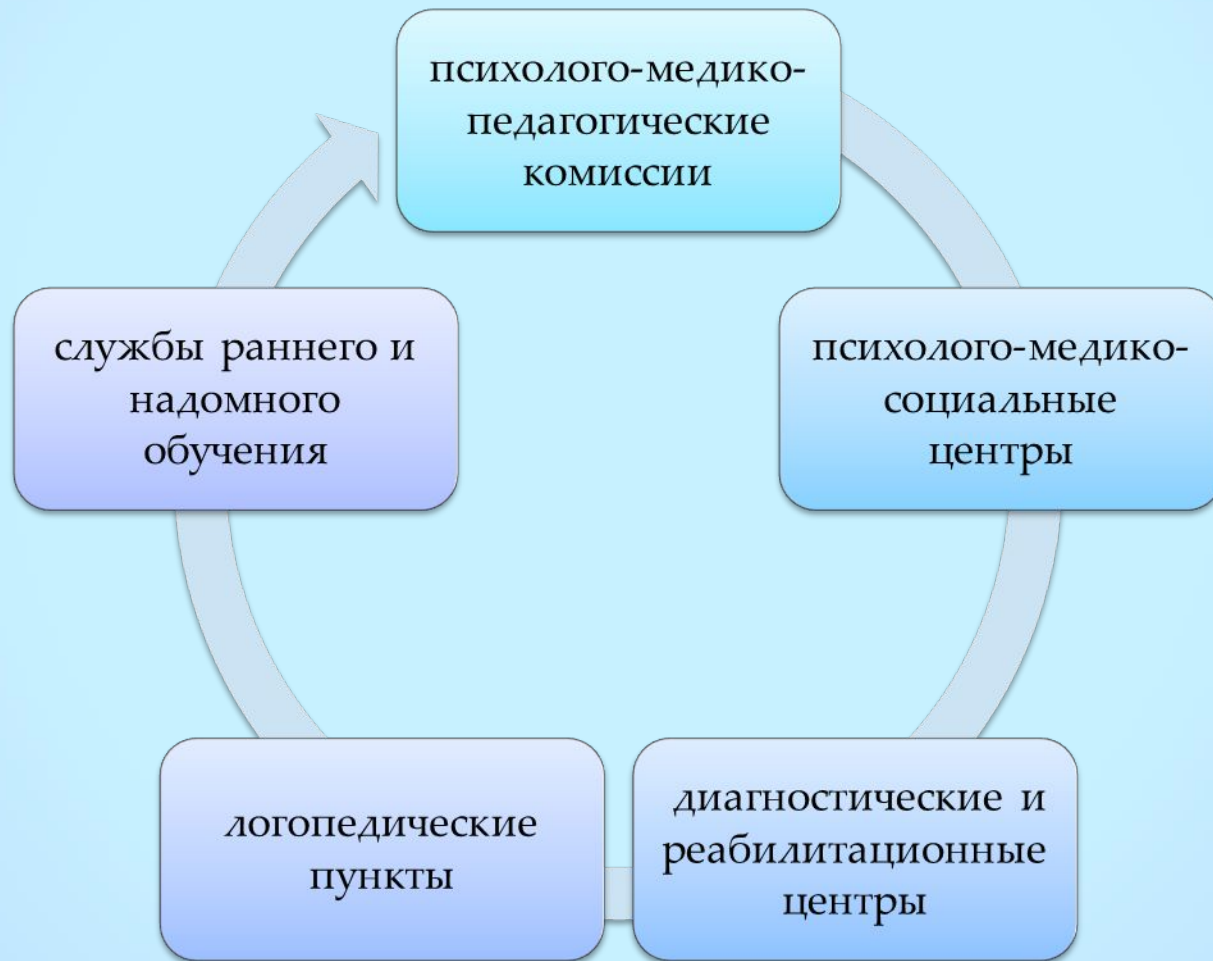 психолого-медико-
педагогические
комиссии
службы раннего и
надомного
обучения
психолого-медико-
социальные
центры
логопедические
пункты
диагностические и
реабилитационные
центры